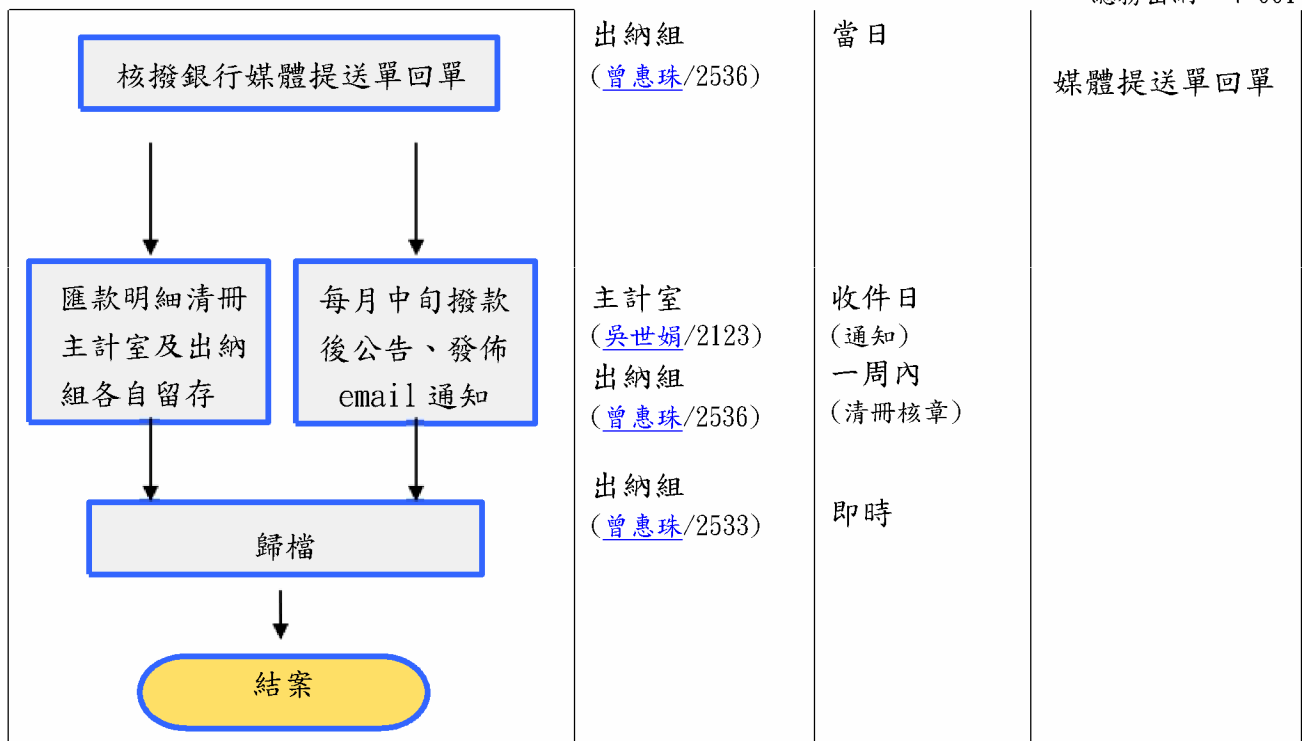 核撥銀行媒體提送單回單
出納組
(曾惠珠/2536)
當日
媒體提送單回單
匯款明細清冊
主計室及出納
組各自留存
每月中旬撥款
後公告、發佈
email 通知
主計室
(吳世娟/2123)
出納組
(曾惠珠/2536)
收件日
(通知)
一周內
(清冊核章)
歸檔
出納組
(曾惠珠/2533)
即時
結案